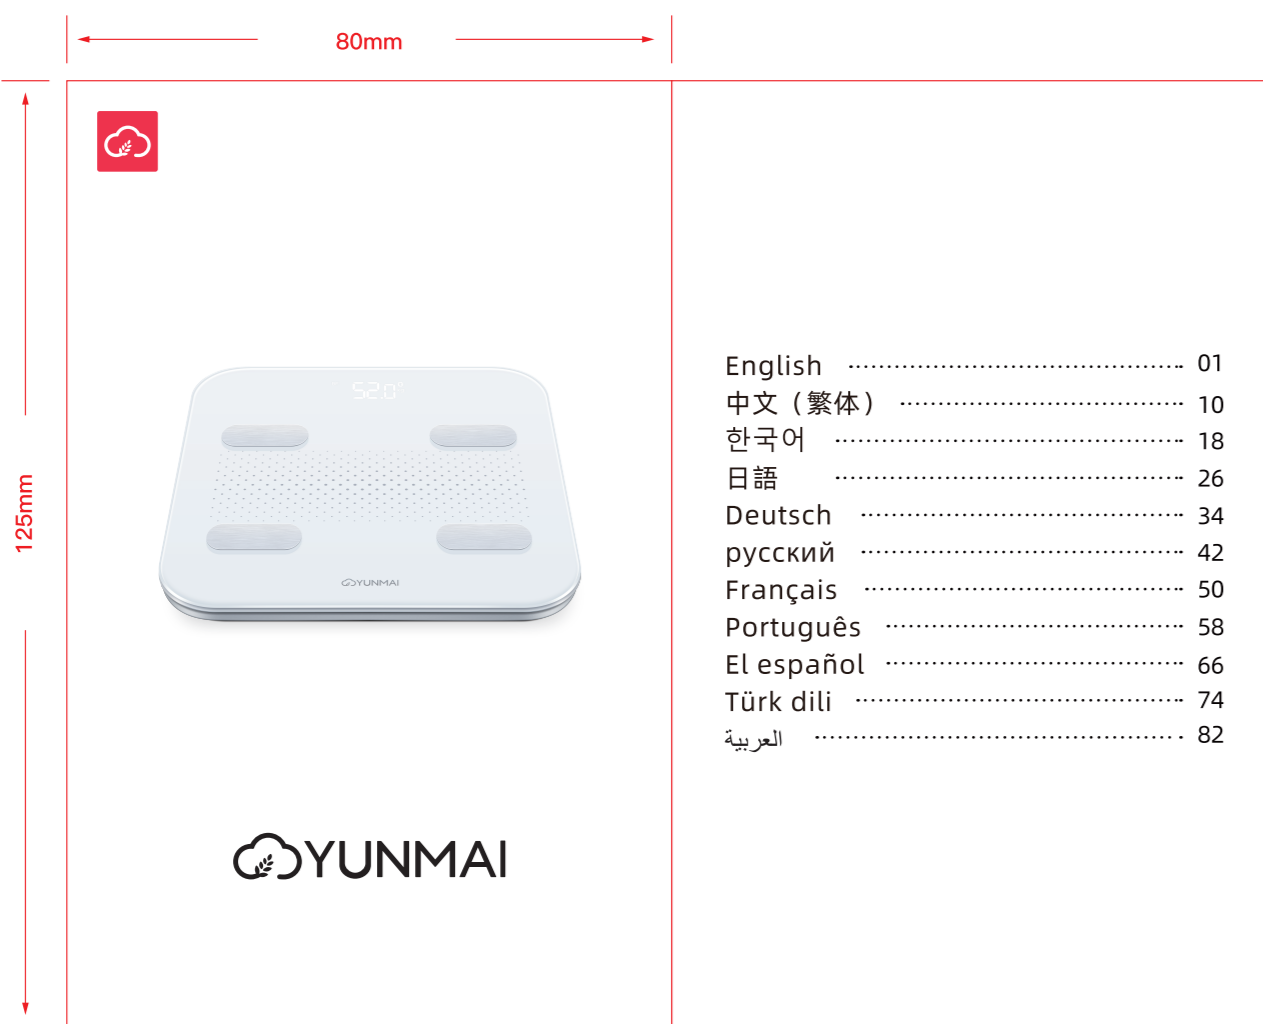 80mm
125mm
52.0
YUNMAI
YUNMAI
English 01
中文（繁体） 10
한국어 18
日語 26
Deutsch 34
русский 42
Français 50
Português 58
El español 66
Türk dili 74
العربية 82